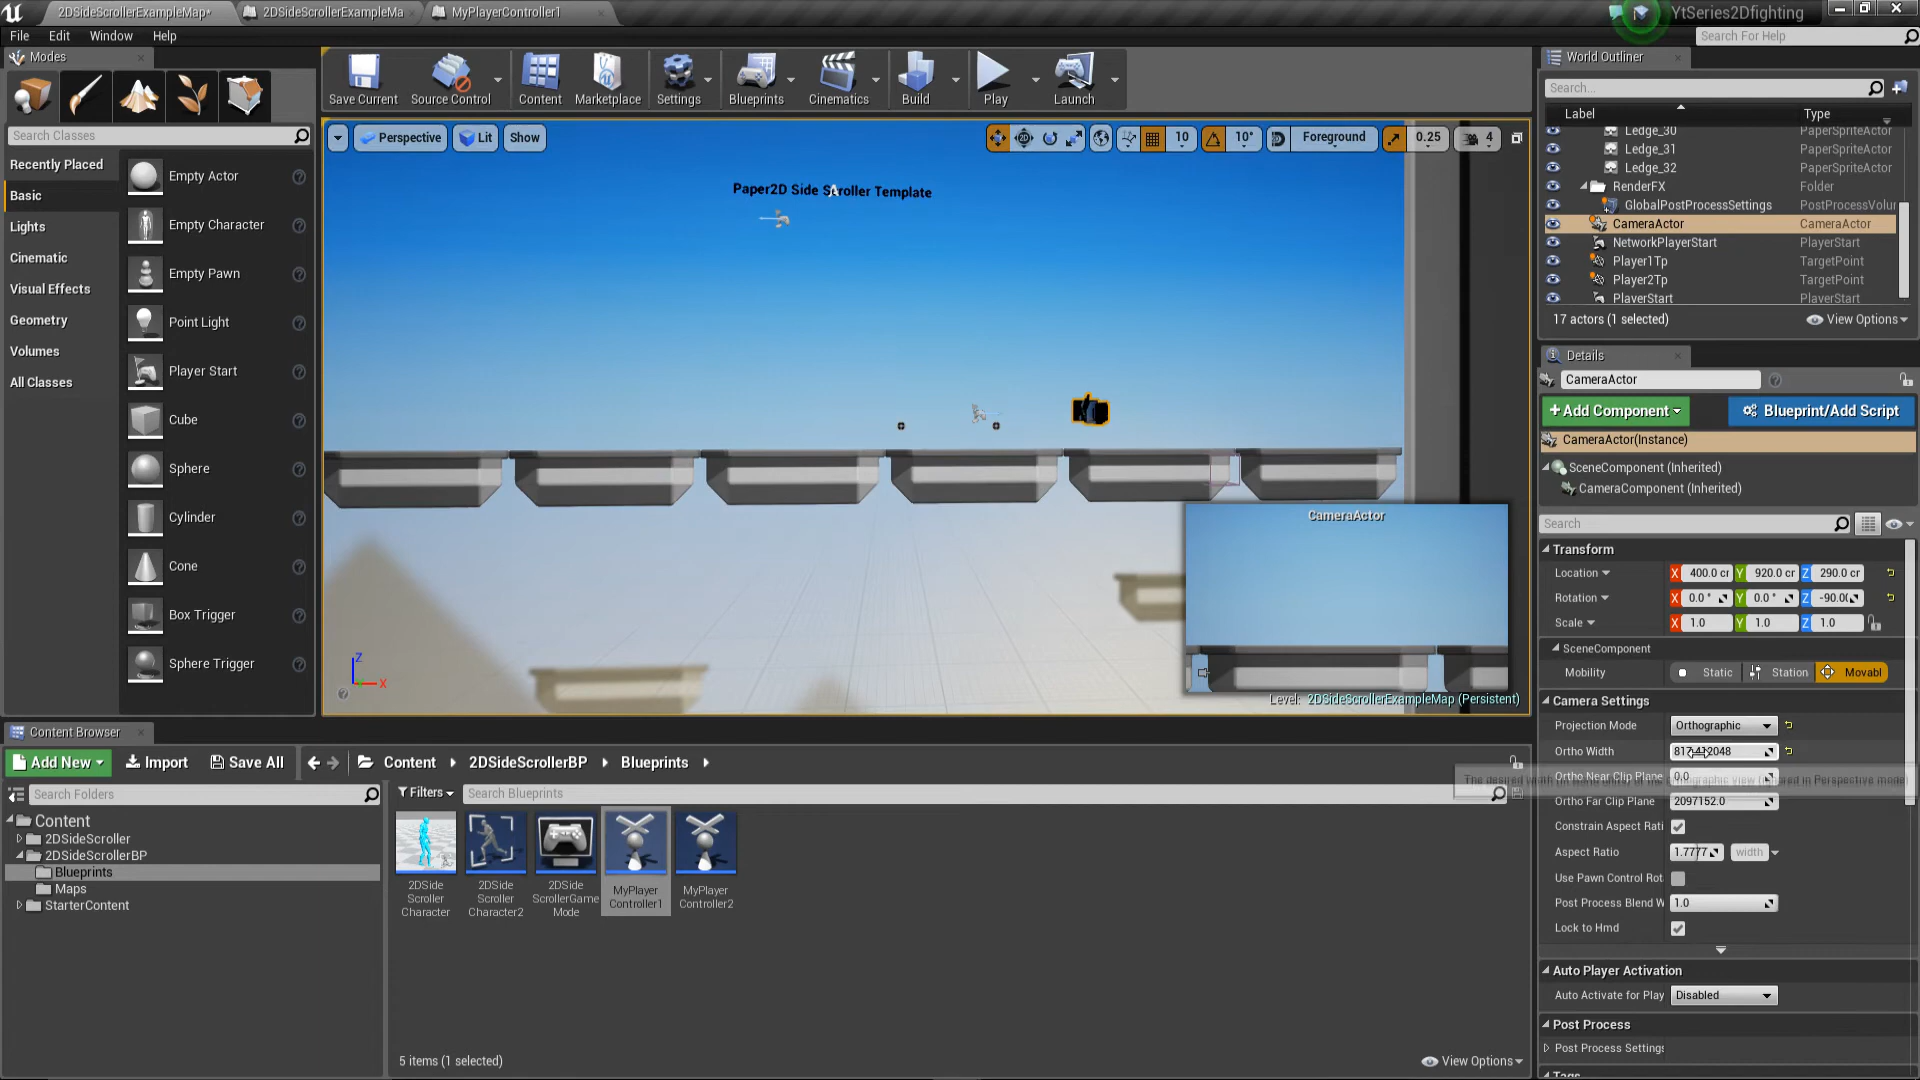 2DSideScrollerExampleMap*
2DSideScrollerExampleMa
MyPlayerController1
YtSeries2Dfighting
File Edit Window Help
Search For Help
Modes
Search Classes
Recently Placed
Basic
Lights
Cinematic
Visual Effects
Geometry
Volumes
All Classes
Empty Actor
Empty Character
Empty Pawn
Point Light
Player Start
Cube
Sphere
Cylinder
Cone
Box Trigger
Sphere Trigger
Save Current Source Control Content Marketplace Settings Blueprints Cinematics Build Play Launch
Perspective Lit Show
10 10° Foreground 0.25 4
Paper2D Side Scroller Template
CameraActor
Z
X
Level: 2DSideScrollerExampleMap (Persistent)
World Outliner
Search...
Label Type
Ledge_30 PaperSpriteActor
Ledge_31 PaperSpriteActor
Ledge_32 PaperSpriteActor
RenderFX Folder
GlobalPostProcessSettings PostProcessVolu
CameraActor CameraActor
NetworkPlayerStart PlayerStart
Player1Tp TargetPoint
Player2Tp TargetPoint
PlayerStart PlayerStart
17 actors (1 selected) View Options
Details
CameraActor
+Add Component Blueprint/Add Script
CameraActor(Instance)
SceneComponent (Inherited)
CameraComponent (Inherited)
Search
Transform
Location X 400.0 cr Y 920.0 cr Z 290.0 cr
Rotation X 0.0 ° Y 0.0 ° Z -90.0(
Scale X 1.0 Y 1.0 Z 1.0
SceneComponent
Mobility Static Station Movabl
Camera Settings
Projection Mode Orthographic
Ortho Width
Ortho Near Clip Plane 0.0
Ortho Far Clip Plane 2097152.0
Constrain Aspect Rati
Aspect Ratio 1.7777 width
Use Pawn Control Rot
Post Process Blend W 1.0
Lock to Hmd
Auto Player Activation
Auto Activate for Play Disabled
Post Process
Post Process Settings
Tags
Content Browser
Add New Import Save All Content 2DSideScrollerBP Blueprints
Search Folders
Filters Search Blueprints
Content
2DSideScroller
2DSideScrollerBP
Blueprints
Maps
StarterContent
2DSide
Scroller
Character
2DSide
Scroller
Character2
2DSide
ScrollerGame
Mode
MyPlayer
Controller1
MyPlayer
Controller2
5 items (1 selected) View Options